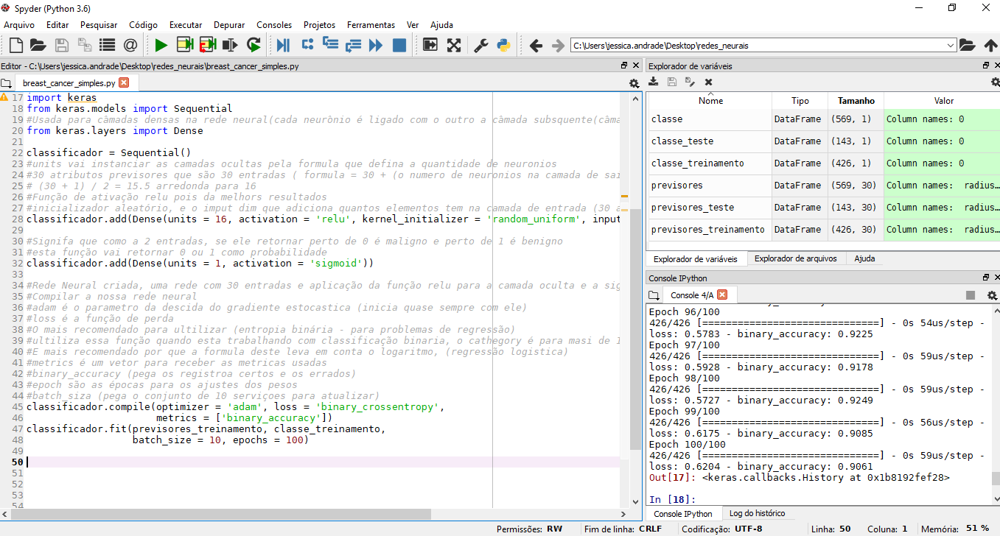 Spyder (Python 3.6)
Arquivo Editar Pesquisar Código Executar Depurar Consoles Projetos Ferramentas Ver Ajuda
C:\Users\jessica.andrade\Desktop\redes_neurais
Editor - C:\Users\jessica.andrade\Desktop\redes_neurais\breast_cancer_simples.py
breast_cancer_simples.py
17 import keras
18 from keras.models import Sequential
19 #Usada para câmadas densas na rede neural(cada neurônio é ligado com o outro a câmada subsquente(câma
20 from keras.layers import Dense
21
22 classificador = Sequential()
23 #units vai instanciar as camadas ocultas pela formula que defina a quantidade de neuronios
24 #30 atributos previsores que são 30 entradas ( formula = 30 + (o numero de neuronios na camada de sai
25 # (30 + 1) / 2 = 15.5 arredonda para 16
26 #Função de ativação relu pois da melhors resultados
27 #inicializador aleatório, e o imput dim que adiciona quantos elementos tem na camada de entrada (30 a
28 classificador.add(Dense(units = 16, activation = 'relu', kernel_initializer = 'random_uniform', input
29
30 #Signifa que como a 2 entradas, se ele retornar perto de 0 é maligno e perto de 1 é benigno
31 #esta função vai retornar 0 ou 1 como probabilidade
32 classificador.add(Dense(units = 1, activation = 'sigmoid'))
33
34 #Rede Neural criada, uma rede com 30 entradas e aplicação da função relu para a camada oculta e a sig
35 #Compilar a nossa rede neural
36 #adam é o parametro da descida do gradiente estocastica (inicia quase sempre com ele)
37 #loss é a função de perda
38 #O mais recomendado para ultilizar (entropia binária - para problemas de regressão)
39 #ultiliza essa função quando esta trabalhando com classificação binaria, o cathegory é para masi de 1
40 #E mais recomendado por que a formula deste leva em conta o logaritmo, (regressão logistica)
41 #metrics é um vetor para receber as metricas usadas
42 #binary_accuracy (pega os registroa certos e os errados)
43 #epoch são as épocas para os ajustes dos pesos
44 #batch_siza (pega o conjunto de 10 serviçoes para atualizar)
45 classificador.compile(optimizer = 'adam', loss = 'binary_crossentropy',
46 metrics = ['binary_accuracy'])
47 classificador.fit(previsores_treinamento, classe_treinamento,
48 batch_size = 10, epochs = 100)
49
50
51
52
53
54
Explorador de variáveis
Nome Tipo Tamanho Valor
classe DataFrame (569, 1) Column names: 0
classe_teste DataFrame (143, 1) Column names: 0
classe_treinamento DataFrame (426, 1) Column names: 0
previsores DataFrame (569, 30) Column names: radius…
previsores_teste DataFrame (143, 30) Column names: radius…
previsores_treinamento DataFrame (426, 30) Column names: radius…
Explorador de variáveis Explorador de arquivos Ajuda
Console IPython
Console 4/A
Epoch 96/100
426/426 [==============================] - 0s 54us/step -
loss: 0.5783 - binary_accuracy: 0.9225
Epoch 97/100
426/426 [==============================] - 0s 59us/step -
loss: 0.5928 - binary_accuracy: 0.9178
Epoch 98/100
426/426 [==============================] - 0s 59us/step -
loss: 0.5727 - binary_accuracy: 0.9249
Epoch 99/100
426/426 [==============================] - 0s 56us/step -
loss: 0.6175 - binary_accuracy: 0.9085
Epoch 100/100
426/426 [==============================] - 0s 59us/step -
loss: 0.6204 - binary_accuracy: 0.9061
Out[17]: <keras.callbacks.History at 0x1b8192fef28>
In [18]:
Console IPython Log do histórico
Permissões: RW Fim de linha: CRLF Codificação: UTF-8 Linha: 50 Coluna: 1 Memória: 51 %